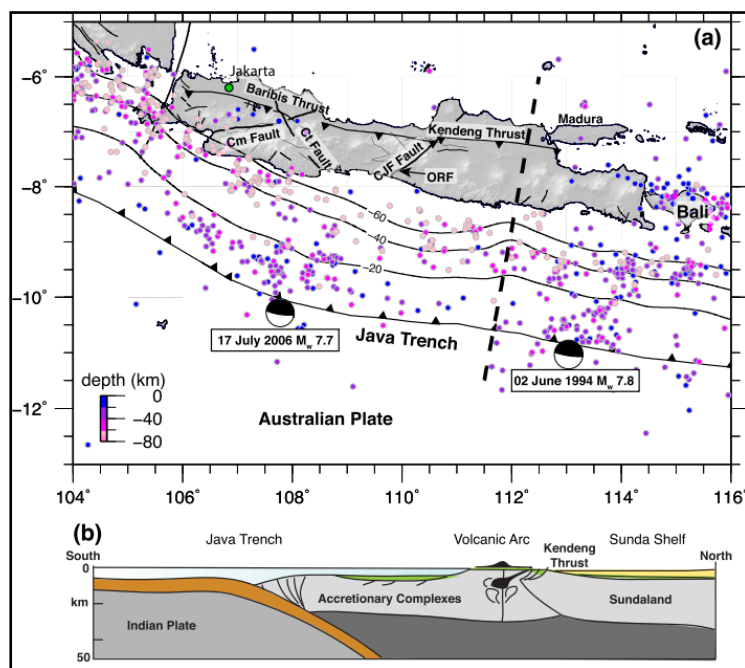 (a)
−6°
−8°
−10°
−12°
Jakarta
Baribis Thrust
Cm Fault
Ct Fault
CJF Fault
ORF
Kendeng Thrust
Madura
Bali
−60
−40
−20
17 July 2006 Mw 7.7
Java Trench
02 June 1994 Mw 7.8
depth (km)
0
−40
−80
Australian Plate
104° 106° 108° 110° 112° 114° 116°
(b)
Java Trench
Volcanic Arc
Sunda Shelf
South
Kendeng
Thrust
North
0
km
50
Accretionary Complexes
Sundaland
Indian Plate